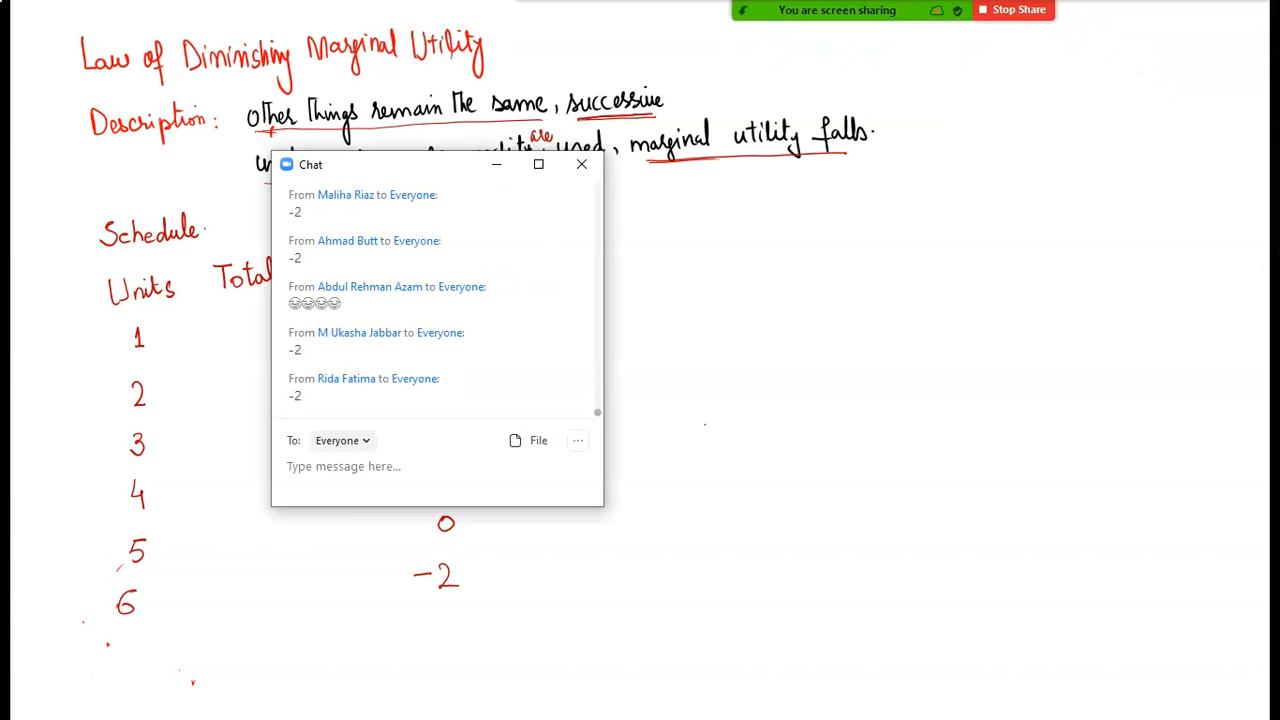 You are screen sharing
Stop Share
Law of Diminishing Marginal Utility
Description: other things remain the same, successive
are
used, marginal utility falls.
Schedule.
Units Total
1
2
3
4
5
6
0
-2
Chat
From Maliha Riaz to Everyone:
-2
From Ahmad Butt to Everyone:
-2
From Abdul Rehman Azam to Everyone:
😂😂😂😂
From M Ukasha Jabbar to Everyone:
-2
From Rida Fatima to Everyone:
-2
To: Everyone
File
Type message here...